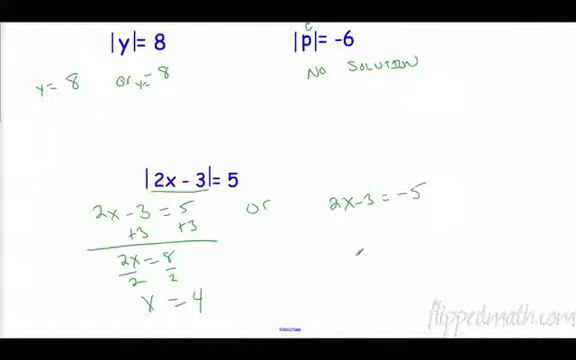 |y|= 8
|p|= -6
y = 8 or y= -8
NO SOLUTION
|2x - 3|= 5
2x - 3 = 5 or 2x - 3 = -5
+3 +3
2x = 8
2 2
x = 4
flippedmath.com